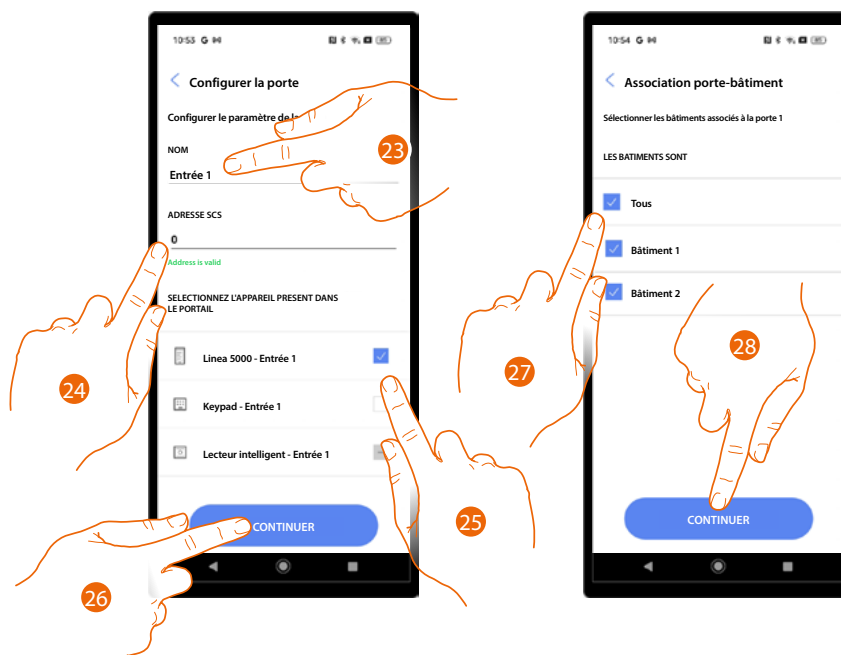 10:53 G
85
Configurer la porte
Configurer le paramètre de la
NOM
Entrée 1
ADRESSE SCS
0
Address is valid
SELECTIONNEZ L'APPAREIL PRESENT DANS
LE PORTAIL
Linea 5000 - Entrée 1
Keypad - Entrée 1
Lecteur intelligent - Entrée 1
CONTINUER
23
24
25
26
10:54 G
85
Association porte-bâtiment
Sélectionner les bâtiments associés à la porte 1
LES BATIMENTS SONT
Tous
Bâtiment 1
Bâtiment 2
CONTINUER
27
28